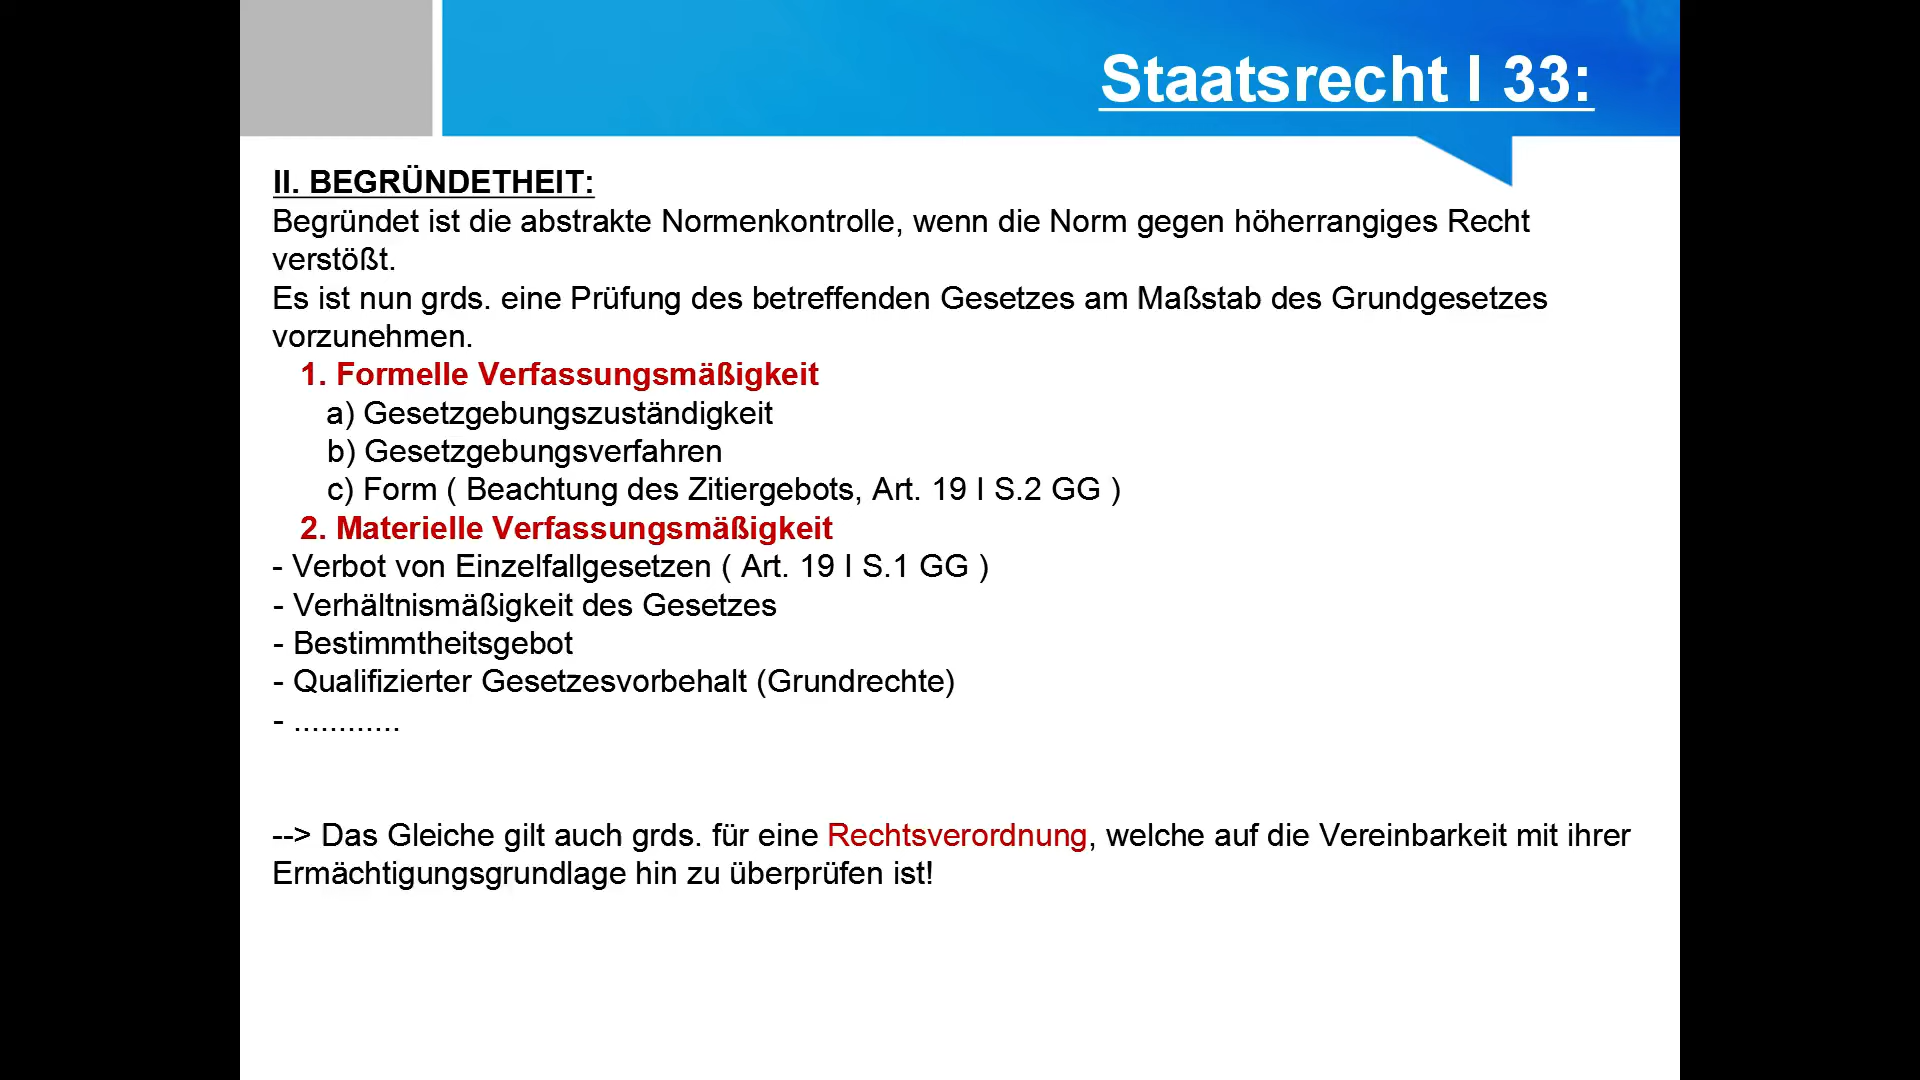 Staatsrecht I 33:
II. BEGRÜNDETHEIT:
Begründet ist die abstrakte Normenkontrolle, wenn die Norm gegen höherrangiges Recht
verstößt.
Es ist nun grds. eine Prüfung des betreffenden Gesetzes am Maßstab des Grundgesetzes
vorzunehmen.
1. Formelle Verfassungsmäßigkeit
a) Gesetzgebungszuständigkeit
b) Gesetzgebungsverfahren
c) Form ( Beachtung des Zitiergebots, Art. 19 I S.2 GG )
2. Materielle Verfassungsmäßigkeit
- Verbot von Einzelfallgesetzen ( Art. 19 I S.1 GG )
- Verhältnismäßigkeit des Gesetzes
- Bestimmtheitsgebot
- Qualifizierter Gesetzesvorbehalt (Grundrechte)
- ............
--> Das Gleiche gilt auch grds. für eine Rechtsverordnung, welche auf die Vereinbarkeit mit ihrer
Ermächtigungsgrundlage hin zu überprüfen ist!